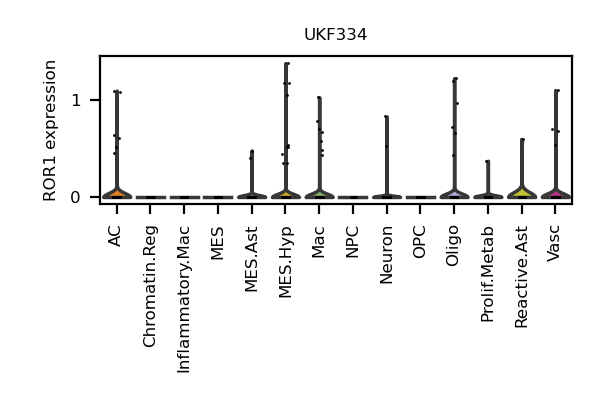 UKF334
ROR1 expression
1
0
AC
Chromatin.Reg
Inflammatory.Mac
MES
MES.Ast
MES.Hyp
Mac
NPC
Neuron
OPC
Oligo
Prolif.Metab
Reactive.Ast
Vasc